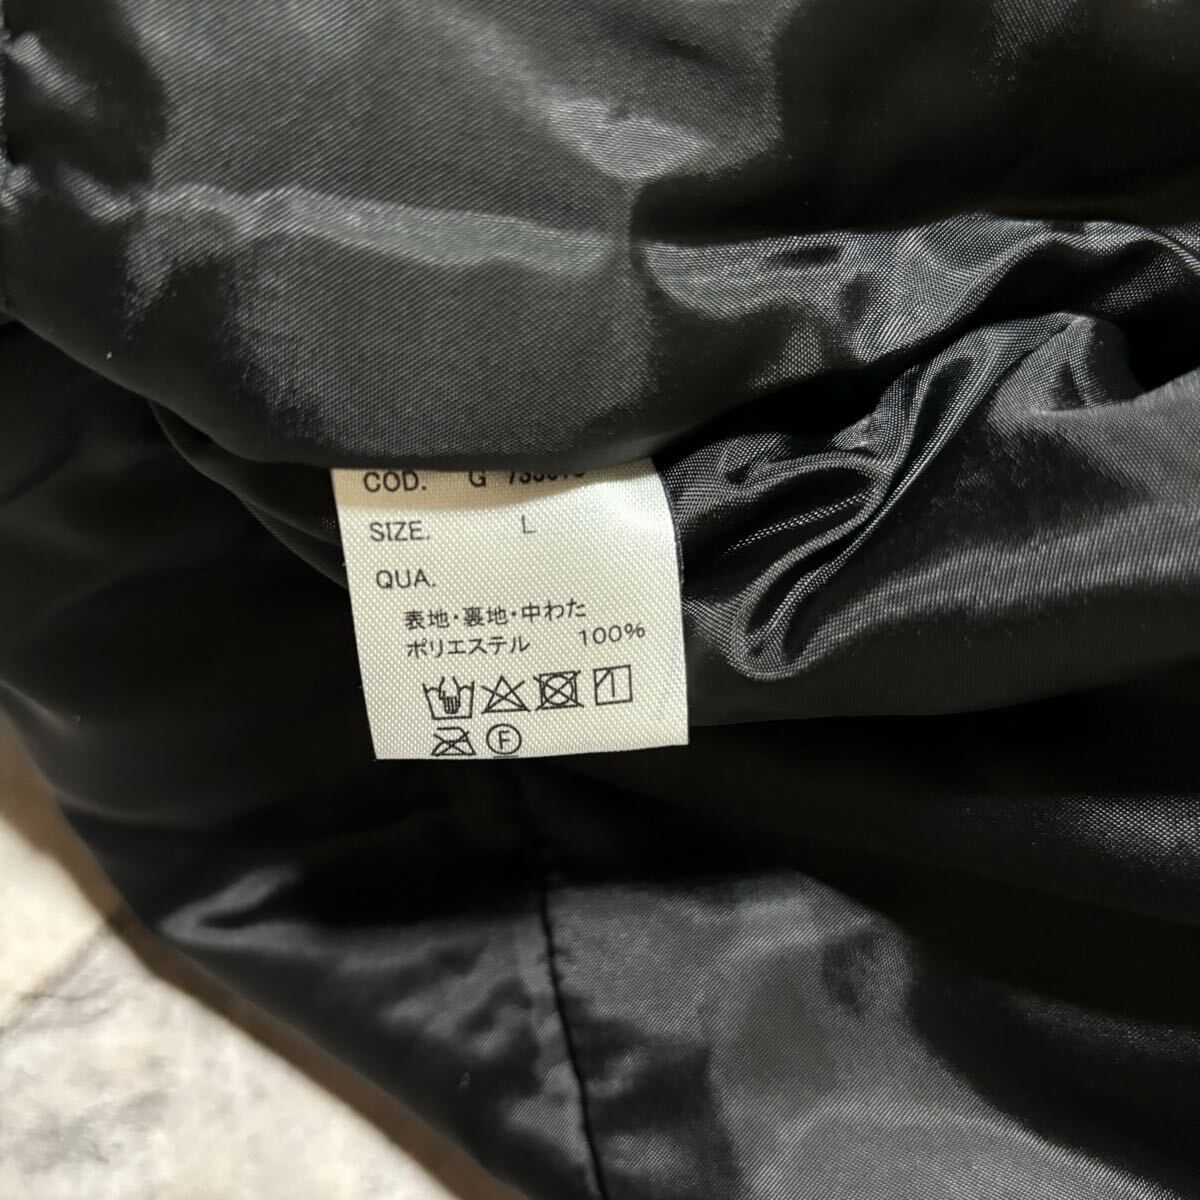 COD. G
SIZE. L
QUA.
表地・裏地・中わた
ポリエステル 100%
F